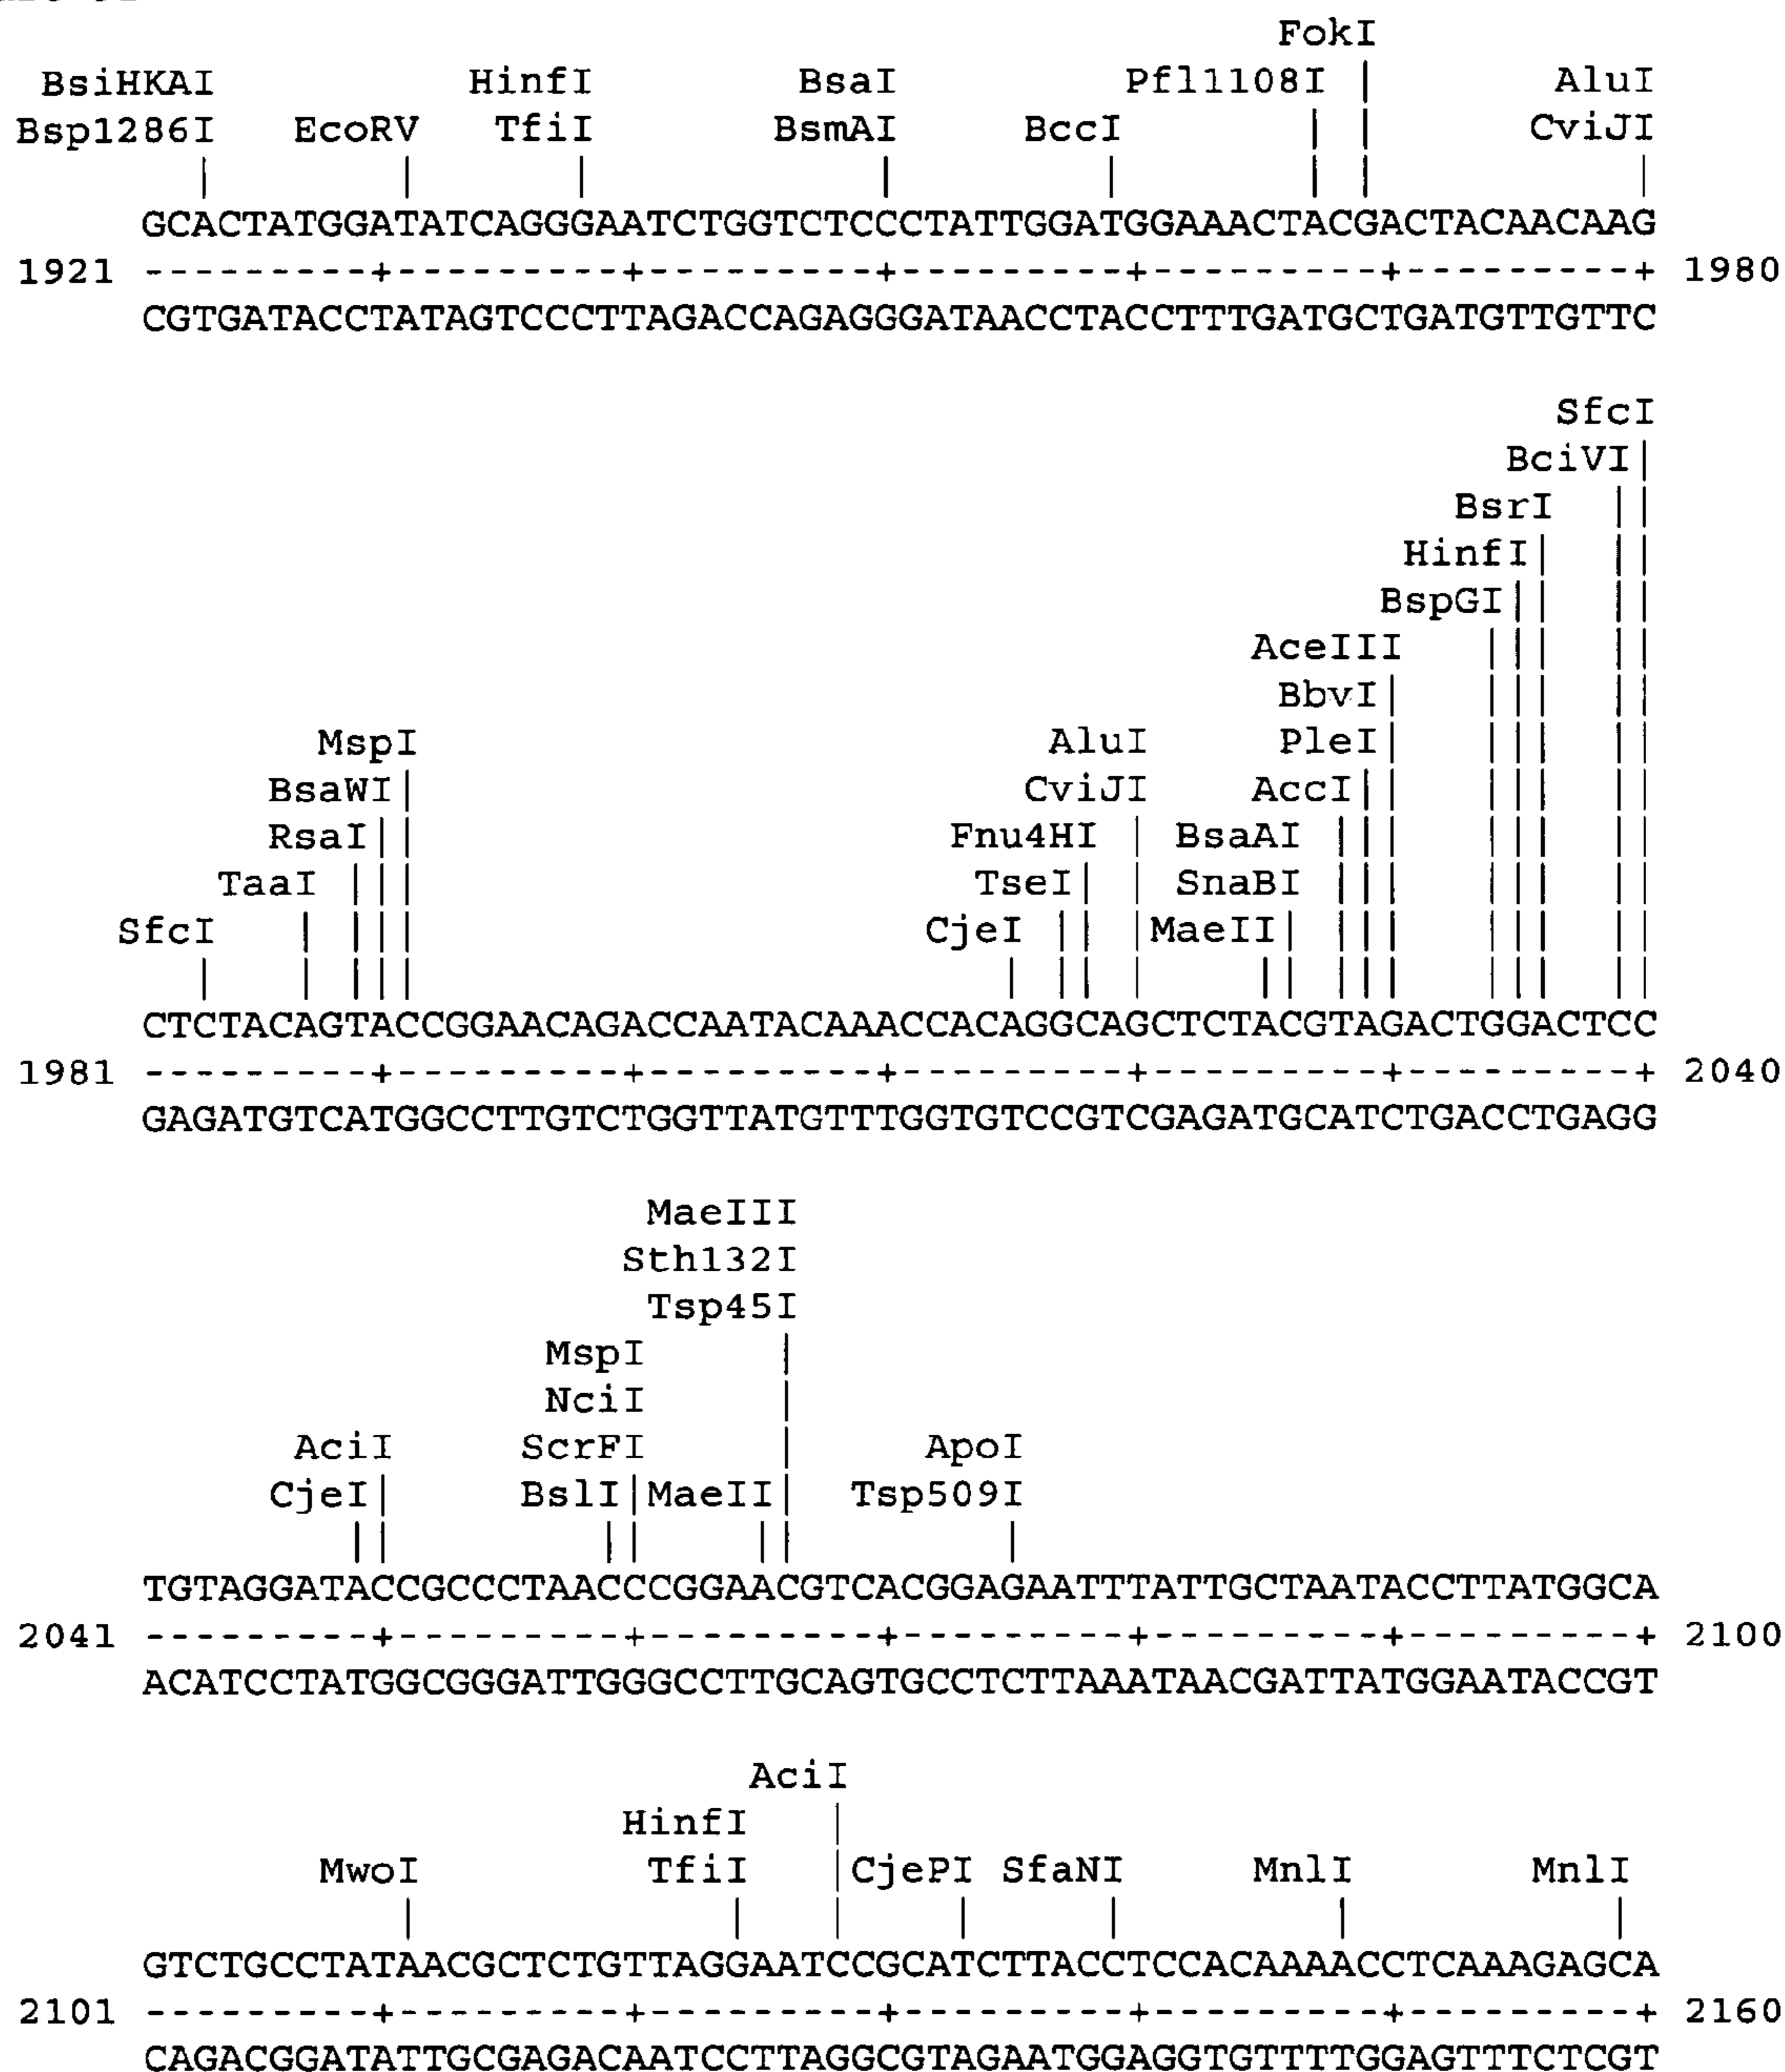 FokI
BsiHKAI HinfI BsaI Pfl1108I AluI
Bsp1286I EcoRV TfiI BsmAI BccI CviJI
GCACTATGGATATCAGGGAATCTGGTCTCCCTATTGGATGGAAACTACGACTACAACAAG
1921 ---------+---------+---------+---------+---------+---------+ 1980
CGTGATACCTATAGTCCCTTAGACCAGAGGGATAACCTACCTTTGATGCTGATGTTGTTC
SfcI
BciVI
BsrI
HinfI
BspGI
AceIII
BbvI
MspI AluI PleI
BsaWI CviJI AccI
RsaI Fnu4HI BsaAI
TaaI TseI SnaBI
SfcI CjeI MaeII
CTCTACAGTACCGGAACAGACCAATACAAACCACAGGCAGCTCTACGTAGACTGGACTCC
1981 ---------+---------+---------+---------+---------+---------+ 2040
GAGATGTCATGGCCTTGTCTGGTTATGTTTGGTGTCCGTCGAGATGCATCTGACCTGAGG
MaeIII
Sth132I
Tsp45I
MspI
NciI
AciI ScrFI ApoI
CjeI BslI MaeII Tsp509I
TGTAGGATACCGCCCTAACCCCGGAACGTCACGGAGAATTTATTGCTAATACCTTATGGCA
2041 ---------+---------+---------+---------+---------+---------+ 2100
ACATCCTATGGCGGGATTGGGCCTTGCAGTGCCTCTTAAATAACGATTATGGAATACCGT
AciI
HinfI
MwoI TfiI CjePI SfaNI MnlI MnlI
GTCTGCCTATAACGCTCTGTTAGGAATCCGCATCTTACCTCCACAAAACCTCAAAGAGCA
2101 ---------+---------+---------+---------+---------+---------+ 2160
CAGACGGATATTGCGAGACAATCCTTAGGCGTAGAATGGAGGTGTTTTGGAGTTTCTCGT